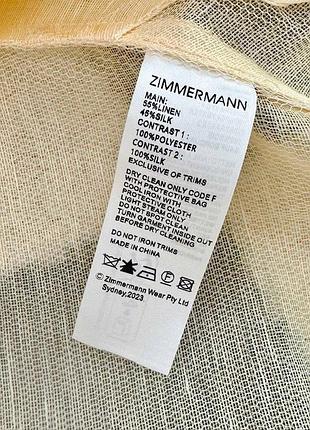 ZIMMERMANN
MAIN:
55%LINEN
45%SILK
CONTRAST 1 :
100%POLYESTER
CONTRAST 2 :
100%SILK
EXCLUSIVE OF TRIMS
DRY CLEAN ONLY CODE F
WITH PROTECTIVE BAG
COOL IRON WITH
PROTECTIVE CLOTH
LIGHT STEAM ONLY
DO NOT SPOT CLEAN
TURN GARMENT INSIDE OUT
BEFORE DRY CLEANING
DO NOT IRON TRIMS
MADE IN CHINA
F
© Zimmermann Wear Pty Ltd
Sydney,2023